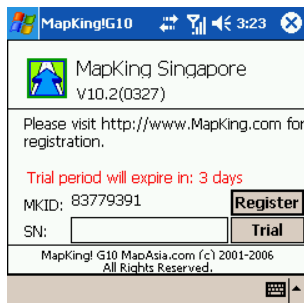 MapKing!G10 3:23
MapKing Singapore
V10.2(0327)
Please visit http://www.MapKing.com for
registration.
Trial period will expire in: 3 days
MKID: 83779391 Register
SN: Trial
MapKing! G10 MapAsia.com (c) 2001-2006
All Rights Reserved.